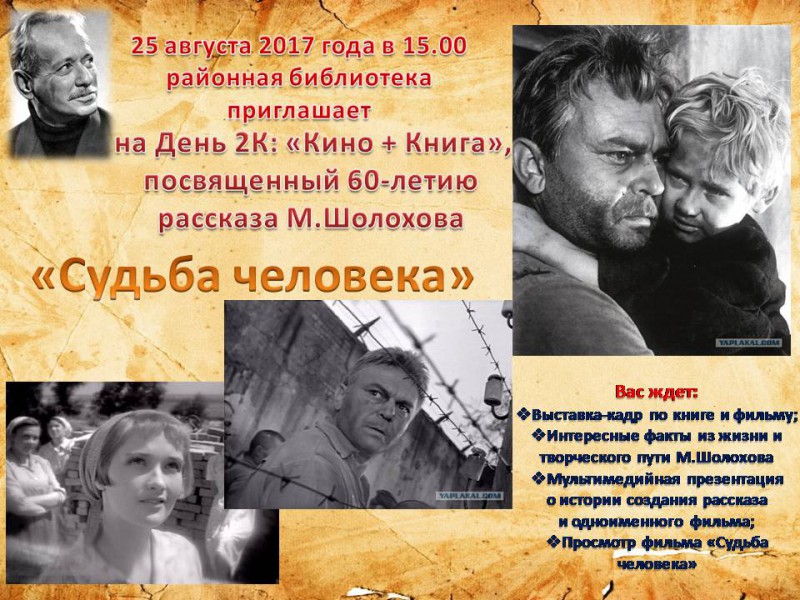 25 августа 2017 года в 15.00
районная библиотека
приглашает
на День 2К: «Кино + Книга»,
посвященный 60-летию
рассказа М.Шолохова
«Судьба человека»
YAPLAKAL.COM
YAPLAKAL.COM
Вас ждет:
❖Выставка-кадр по книге и фильму;
❖Интересные факты из жизни и
творческого пути М.Шолохова
❖Мультимедийная презентация
о истории создания рассказа
и одноименного фильма;
❖Просмотр фильма «Судьба
человека»